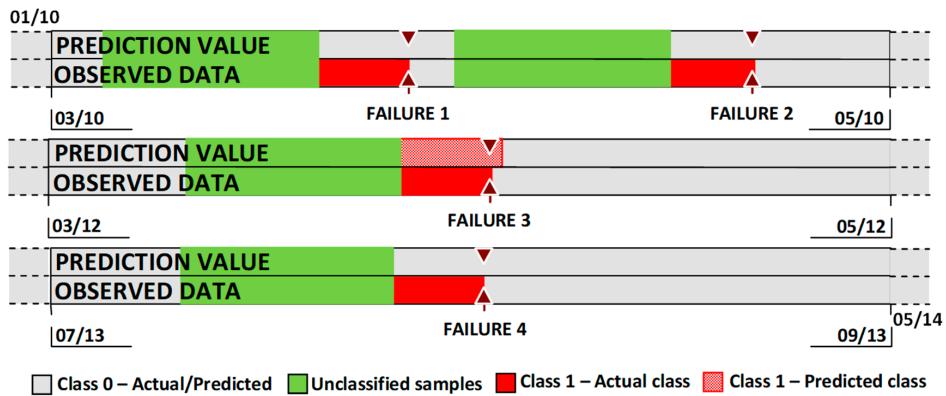 01/10
PREDICTION VALUE
OBSERVED DATA
FAILURE 1 FAILURE 2
03/10 05/10
PREDICTION VALUE
OBSERVED DATA
FAILURE 3
03/12 05/12
PREDICTION VALUE
OBSERVED DATA
05/14
FAILURE 4
07/13 09/13
Class 0 – Actual/Predicted Unclassified samples Class 1 – Actual class Class 1 – Predicted class